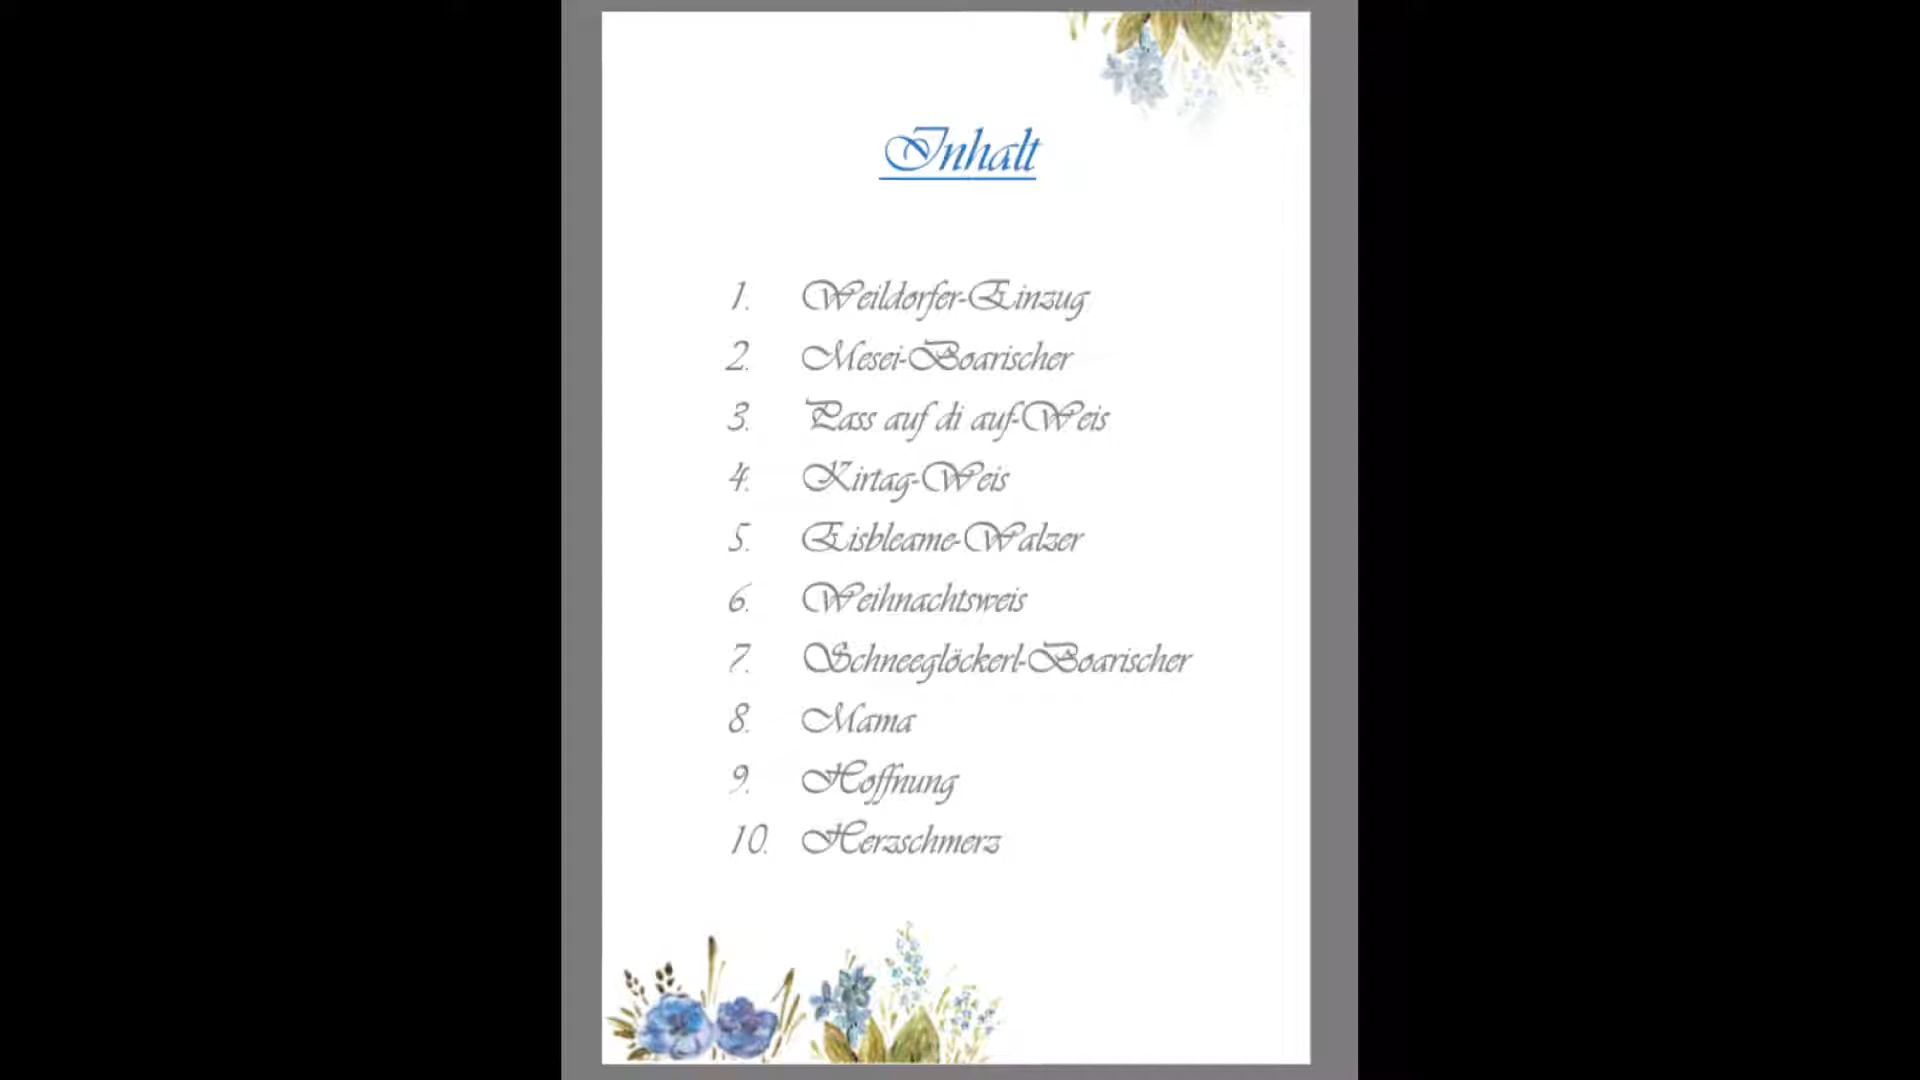 Inhalt
1. Weildorfer-Einzug
2. Mesei-Boarischer
3. Pass auf di auf-Weis
4. Kirtag-Weis
5. Eisbleame-Walzer
6. Weihnachtsweis
7. Schneeglöckerl-Boarischer
8. Mama
9. Hoffnung
10. Herzschmerz